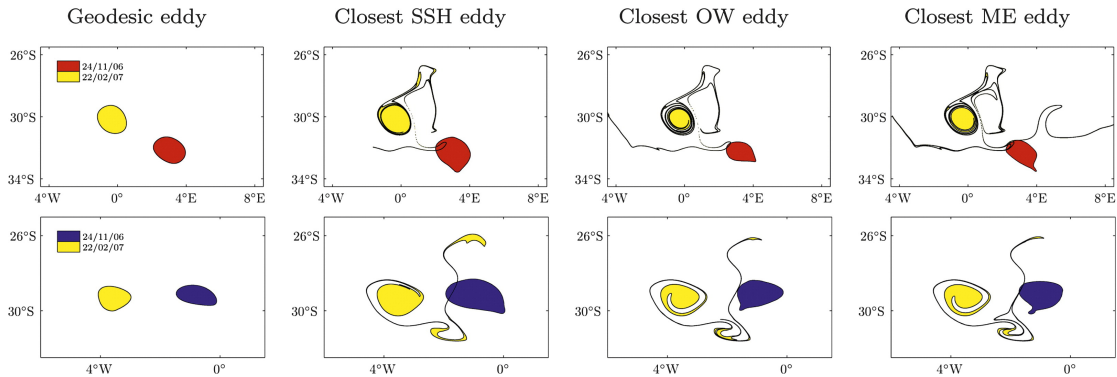 Geodesic eddy Closest SSH eddy Closest OW eddy Closest ME eddy
26°S 26°S 26°S 26°S
24/11/06
22/02/07
30°S 30°S 30°S 30°S
34°S 34°S 34°S 34°S
4°W 0° 4°E 8°E 4°W 0° 4°E 8°E 4°W 0° 4°E 8°E 4°W 0° 4°E 8°E
24/11/06
22/02/07
26°S 26°S 26°S 26°S
30°S 30°S 30°S 30°S
4°W 0° 4°W 0° 4°W 0° 4°W 0°